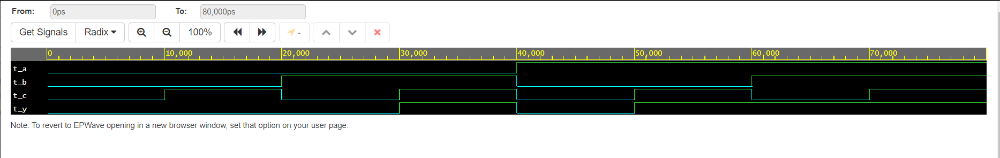 From: 0ps To: 80,000ps
Get Signals Radix 100% -
0 10,000 20,000 30,000 40,000 50,000 60,000 70,000
t_a
t_b
t_c
t_y
Note: To revert to EPWave opening in a new browser window, set that option on your user page.